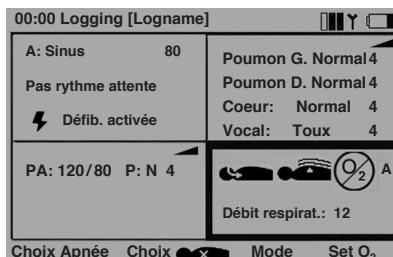 00:00 Logging [Logname]
A: Sinus 80
Pas rythme attente
Défib. activée
Poumon G. Normal 4
Poumon D. Normal 4
Coeur: Normal 4
Vocal: Toux 4
PA: 120/80 P: N 4
O2 A
Débit respirat.: 12
Choix Apnée Choix Mode Set O2